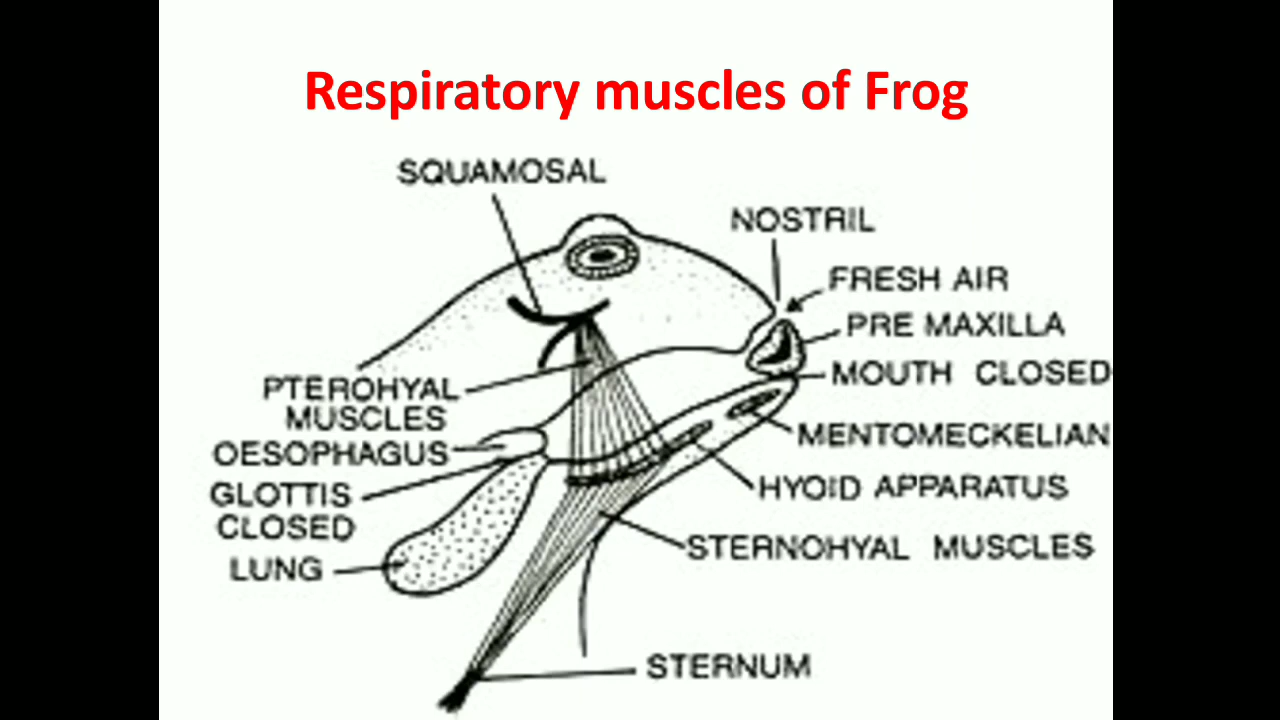 Respiratory muscles of Frog
SQUAMOSAL
NOSTRIL
FRESH AIR
PRE MAXILLA
MOUTH CLOSED
PTEROHYAL
MUSCLES
MENTOMECKELIAN
OESOPHAGUS
HYOID APPARATUS
GLOTTIS
CLOSED
STERNOHYAL MUSCLES
LUNG
STERNUM